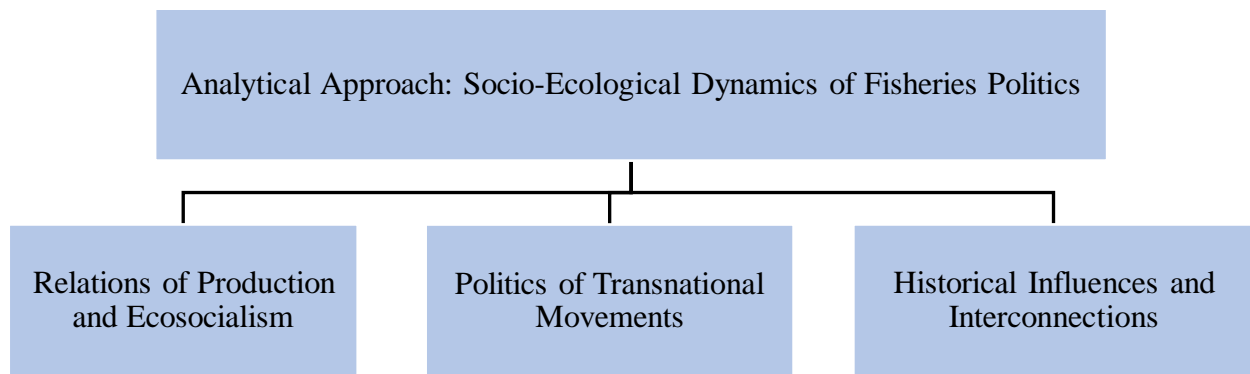 Analytical Approach: Socio-Ecological Dynamics of Fisheries Politics
Relations of Production
and Ecosocialism
Politics of Transnational
Movements
Historical Influences and
Interconnections